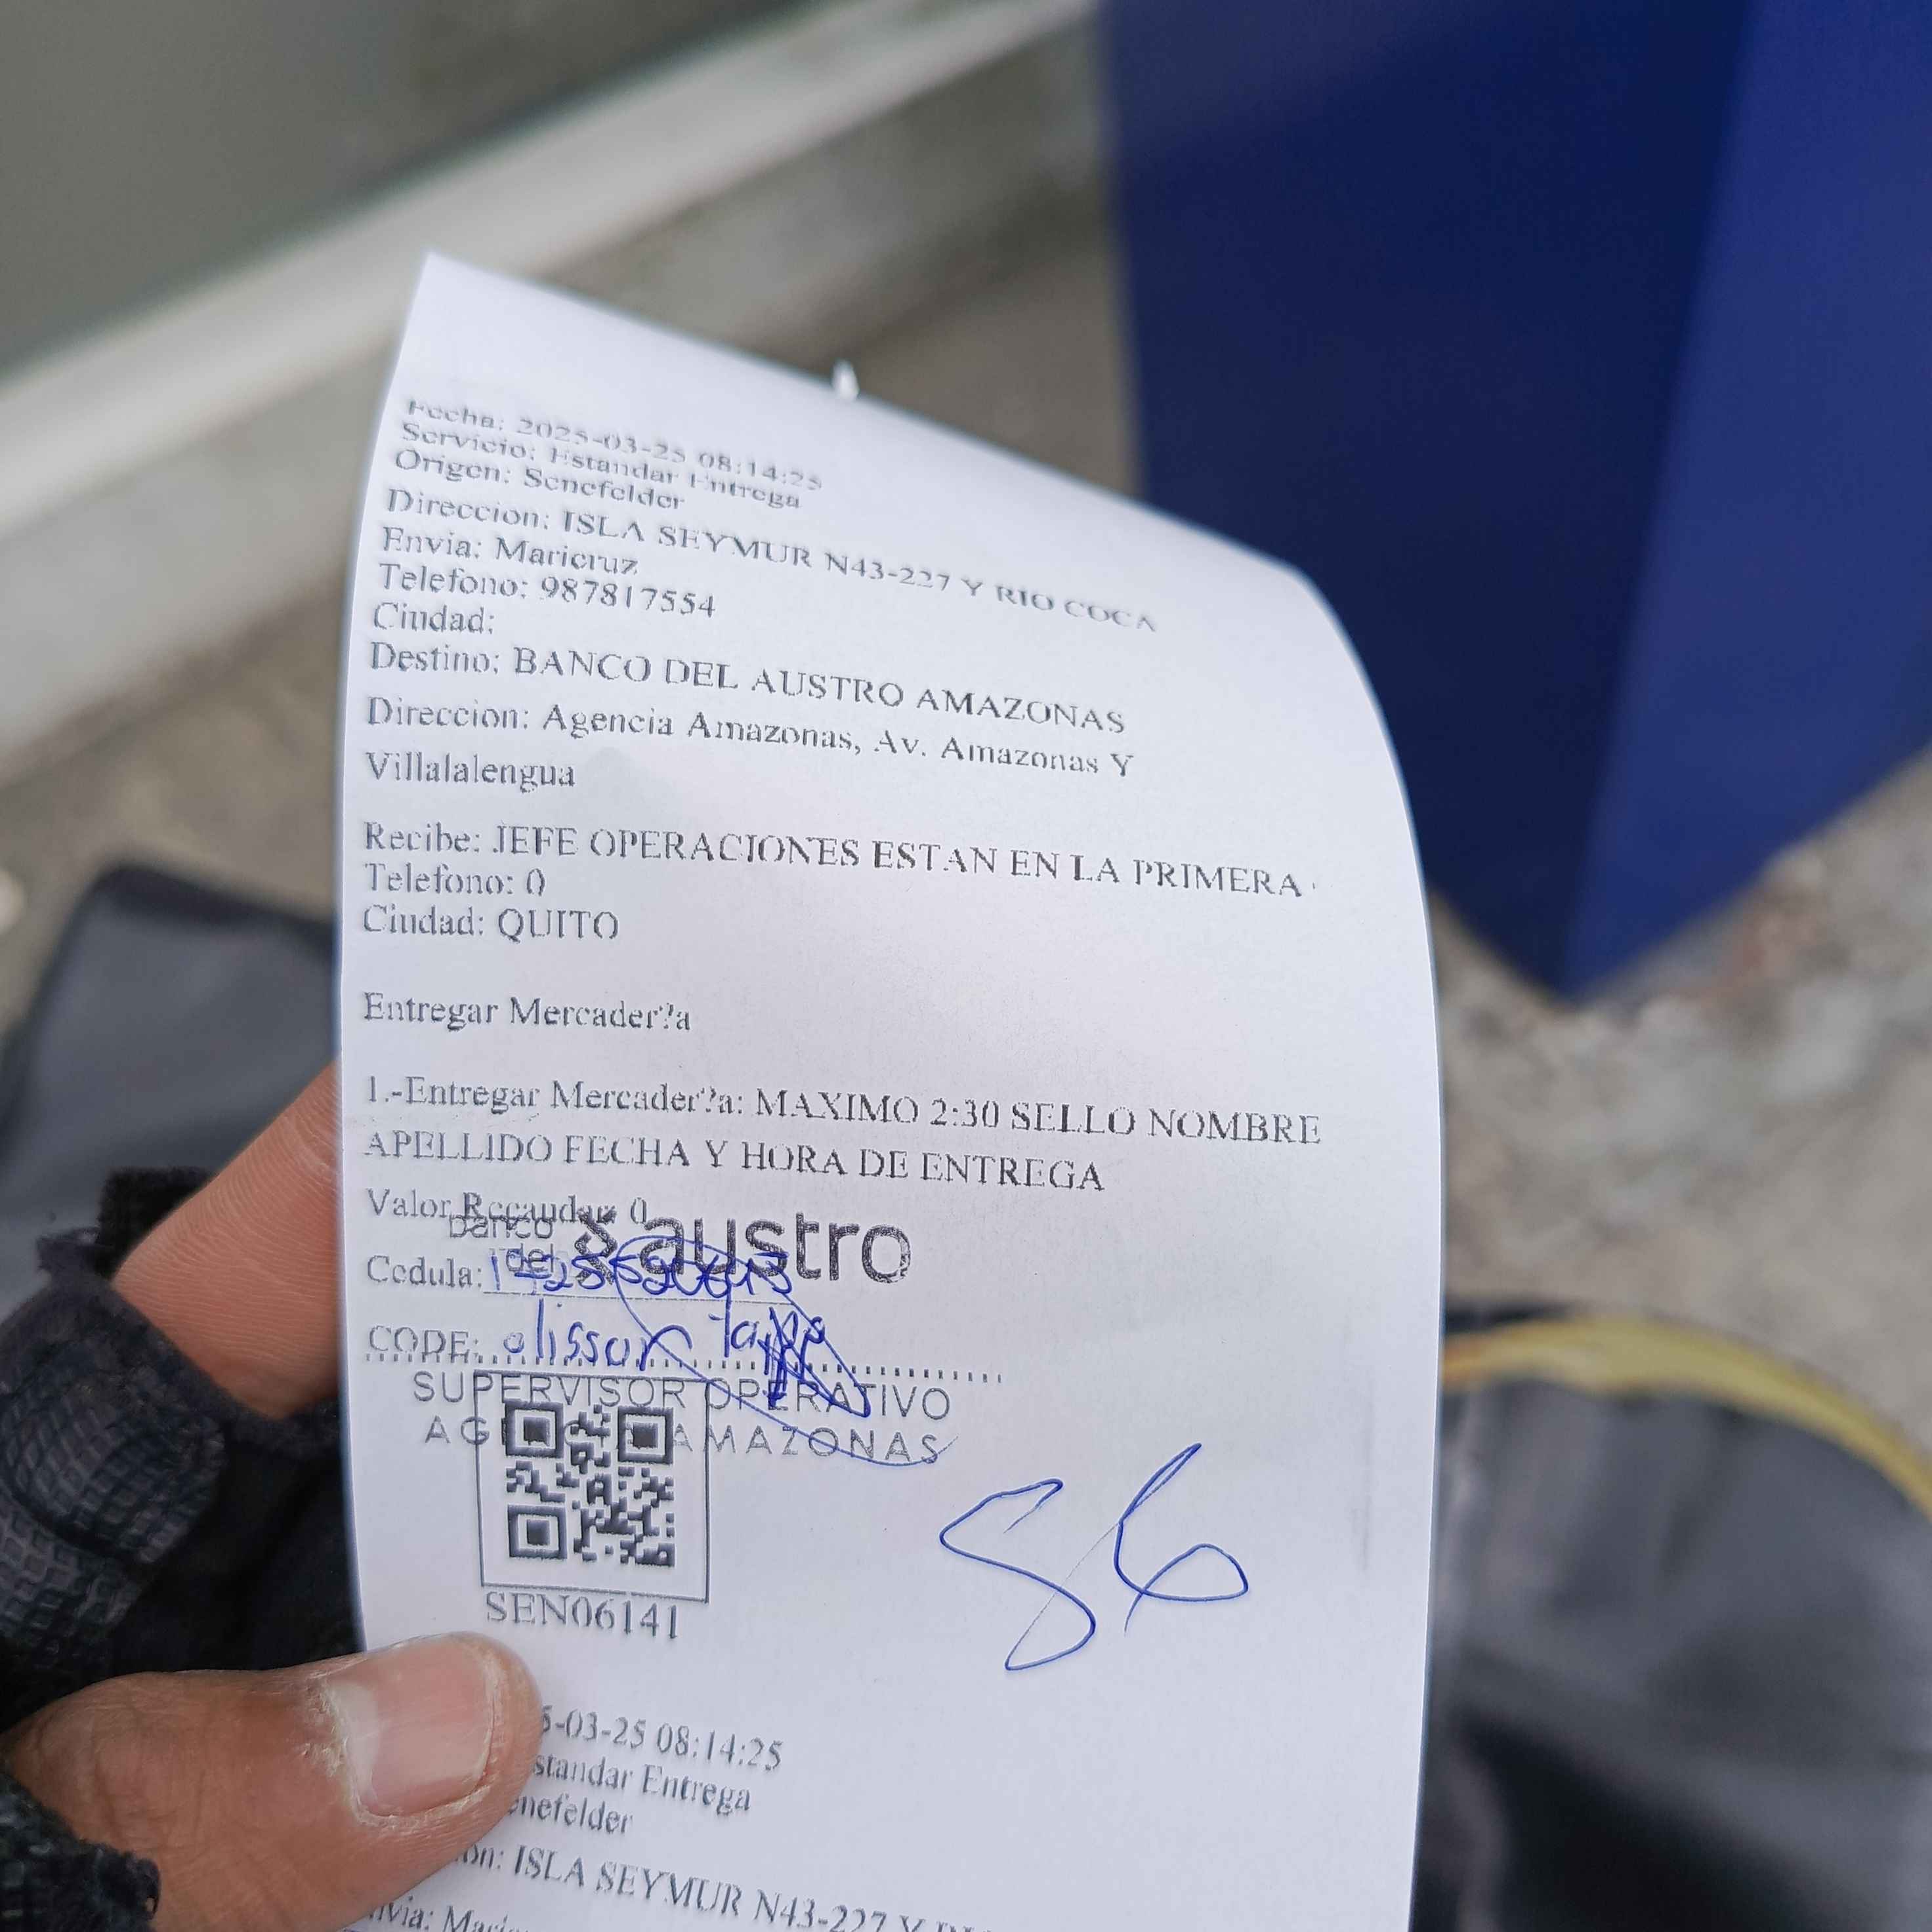 Fecha: 2025-03-25 08:14:25
Servicio: Estandar Entrega
Origen: Senefelder
Direccion: ISLA SEYMUR N43-227 Y RIO COCA
Envia: Maricruz
Telefono: 987817554
Ciudad:
Destino: BANCO DEL AUSTRO AMAZONAS
Direccion: Agencia Amazonas, Av. Amazonas Y
Villalalengua
Recibe: JEFE OPERACIONES ESTAN EN LA PRIMERA
Telefono: 0
Ciudad: QUITO
Entregar Mercader?a
1.-Entregar Mercader?a: MAXIMO 2:30 SELLO NOMBRE
APELLIDO FECHA Y HORA DE ENTREGA
Valor Recaudar 0
banco del austro
Cedula:
CODE:
SUPERVISOR OPERATIVO
AMAZONAS
S6
SEN06141
5-03-25 08:14:25
standar Entrega
enefelder
on: ISLA SEYMUR N43-227 Y
nvia: